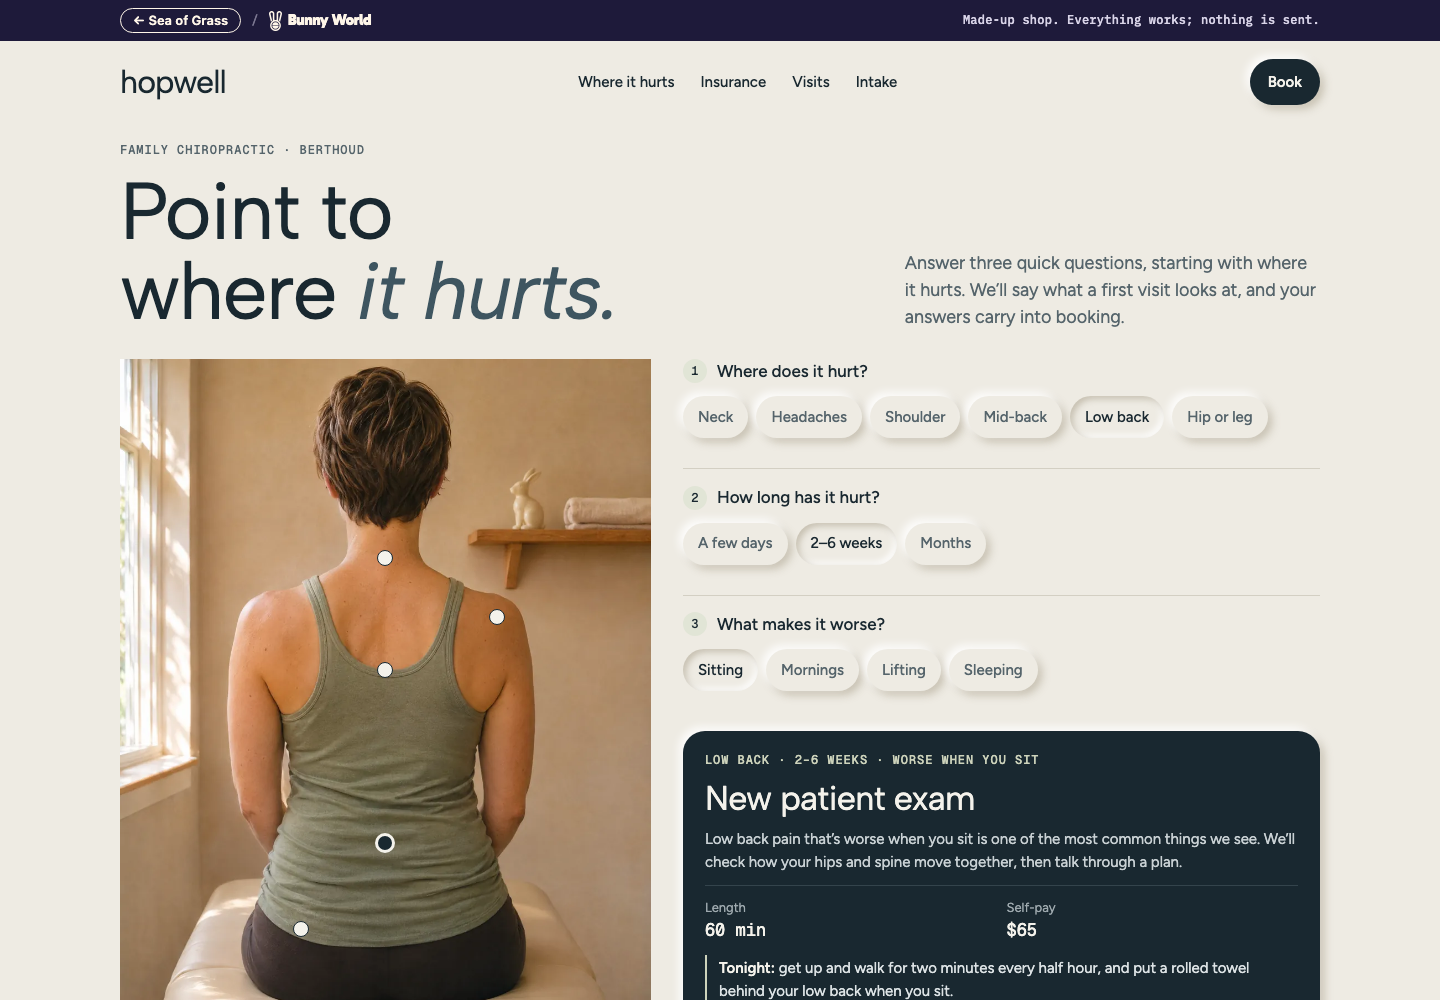 ← Sea of Grass / Bunny World
Made-up shop. Everything works; nothing is sent.
hopwell
Where it hurts Insurance Visits Intake
Book
FAMILY CHIROPRACTIC · BERTHOUD
Point to
where it hurts.
Answer three quick questions, starting with where
it hurts. We’ll say what a first visit looks at, and your
answers carry into booking.
1 Where does it hurt?
Neck Headaches Shoulder Mid-back Low back Hip or leg
2 How long has it hurt?
A few days 2–6 weeks Months
3 What makes it worse?
Sitting Mornings Lifting Sleeping
LOW BACK · 2–6 WEEKS · WORSE WHEN YOU SIT
New patient exam
Low back pain that’s worse when you sit is one of the most common things we see. We’ll
check how your hips and spine move together, then talk through a plan.
Length Self-pay
60 min $65
Tonight: get up and walk for two minutes every half hour, and put a rolled towel
behind your low back when you sit.